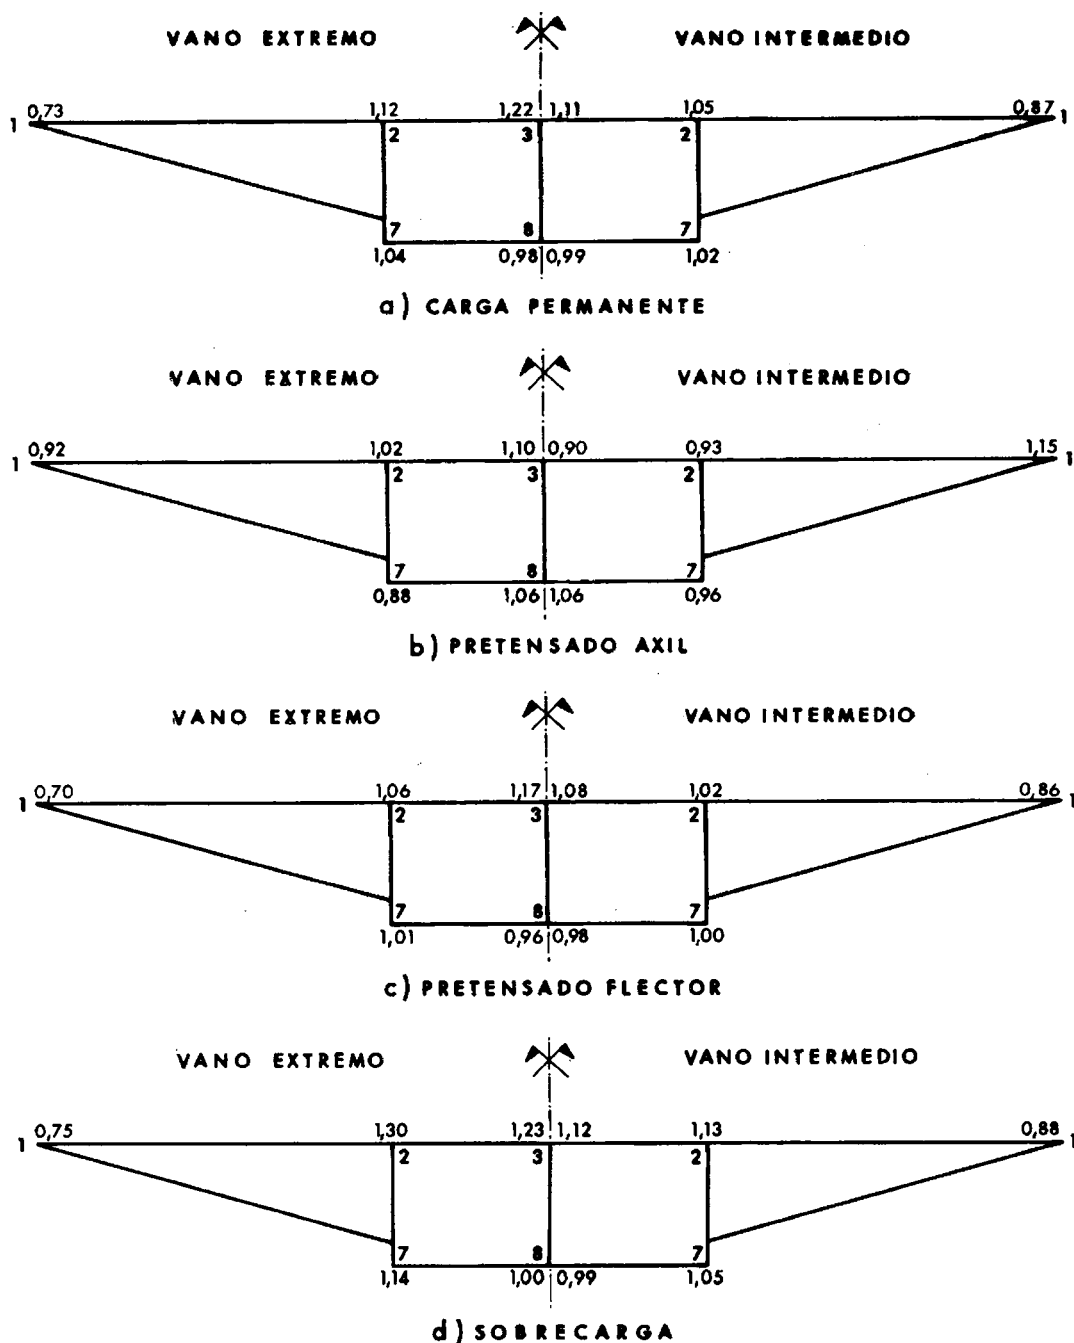 VANO EXTREMO VANO INTERMEDIO
1 0,73 1,12 1,22 1,11 1,05 0,87 1
2 3 2
7 8 7
1,04 0,98 0,99 1,02
a) CARGA PERMANENTE
VANO EXTREMO VANO INTERMEDIO
1 0,92 1,02 1,10 0,90 0,93 1,15 1
2 3 2
7 8 7
0,88 1,06 1,06 0,96
b) PRETENSADO AXIL
VANO EXTREMO VANO INTERMEDIO
1 0,70 1,06 1,17 1,08 1,02 0,86 1
2 3 2
7 8 7
1,01 0,96 0,98 1,00
c) PRETENSADO FLECTOR
VANO EXTREMO VANO INTERMEDIO
1 0,75 1,30 1,23 1,12 1,13 0,88 1
2 3 2
7 8 7
1,14 1,00 0,99 1,05
d) SOBRECARGA